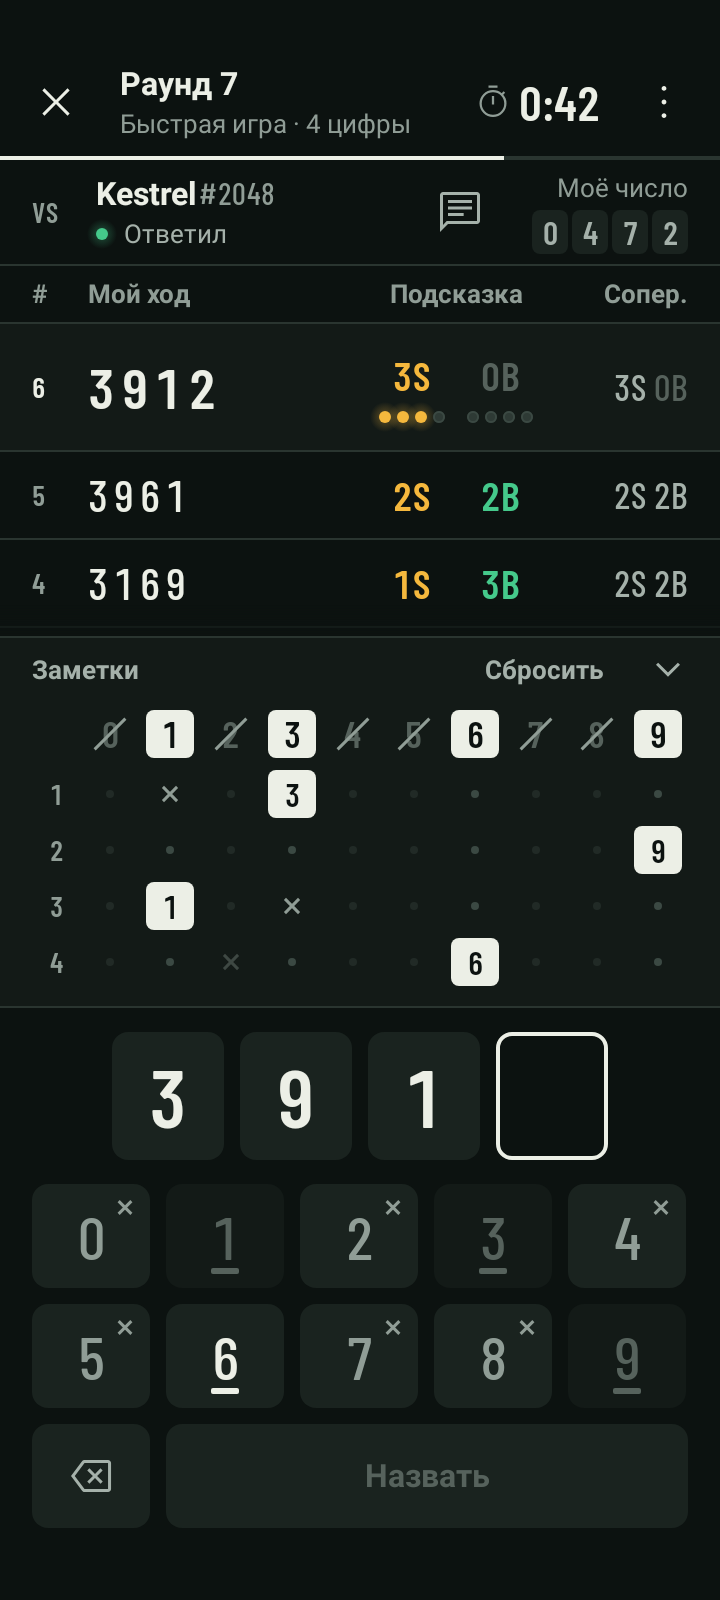 Раунд 7
Быстрая игра · 4 цифры
0:42
VS
Kestrel#2048
Ответил
Моё число
0 4 7 2
# Мой ход Подсказка Сопер.
6 3912 3S 0B 3S 0B
5 3961 2S 2B 2S 2B
4 3169 1S 3B 2S 2B
Заметки Сбросить
0 1 2 3 4 5 6 7 8 9
1 × 3
2 9
3 1 ×
4 × 6
3 9 1
0 × 1 2 × 3 4 ×
5 × 6 7 × 8 × 9
Назвать